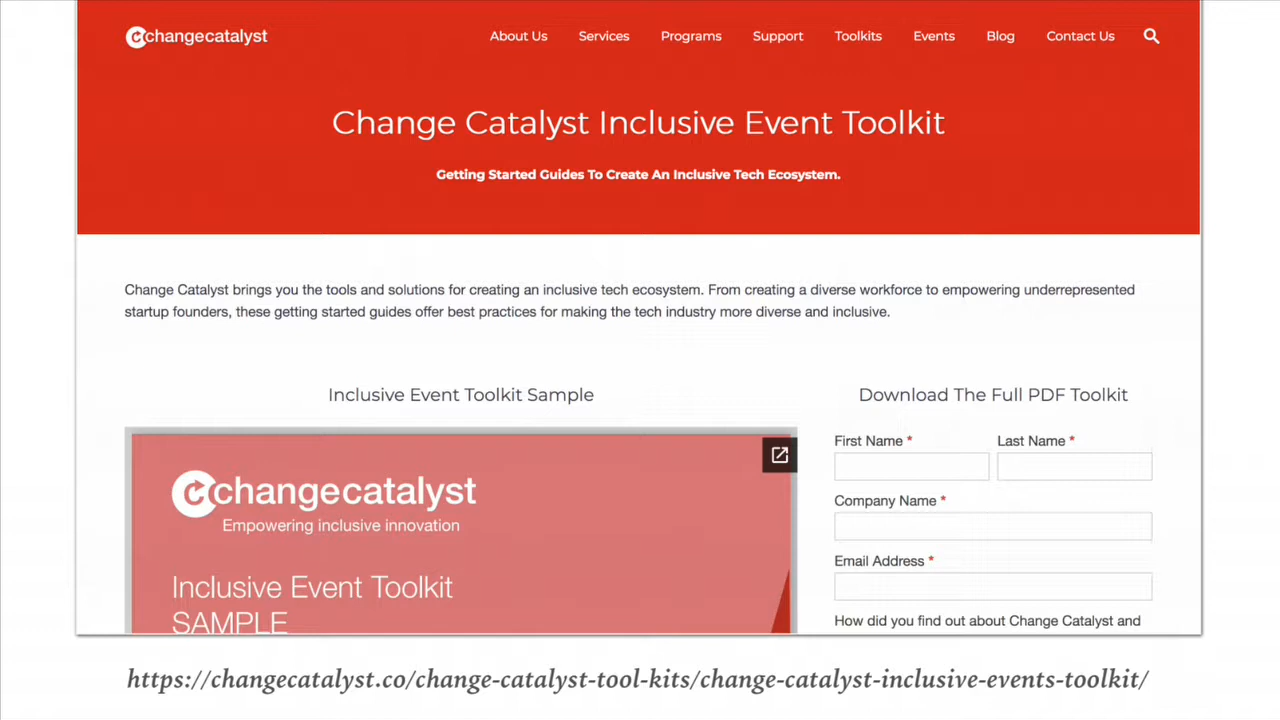 changecatalyst
About Us Services Programs Support Toolkits Events Blog Contact Us
Change Catalyst Inclusive Event Toolkit
Getting Started Guides To Create An Inclusive Tech Ecosystem.
Change Catalyst brings you the tools and solutions for creating an inclusive tech ecosystem. From creating a diverse workforce to empowering underrepresented
startup founders, these getting started guides offer best practices for making the tech industry more diverse and inclusive.
Inclusive Event Toolkit Sample
changecatalyst
Empowering inclusive innovation
Inclusive Event Toolkit
SAMPLE
Download The Full PDF Toolkit
First Name * Last Name *
Company Name *
Email Address *
How did you find out about Change Catalyst and
https://changecatalyst.co/change-catalyst-tool-kits/change-catalyst-inclusive-events-toolkit/